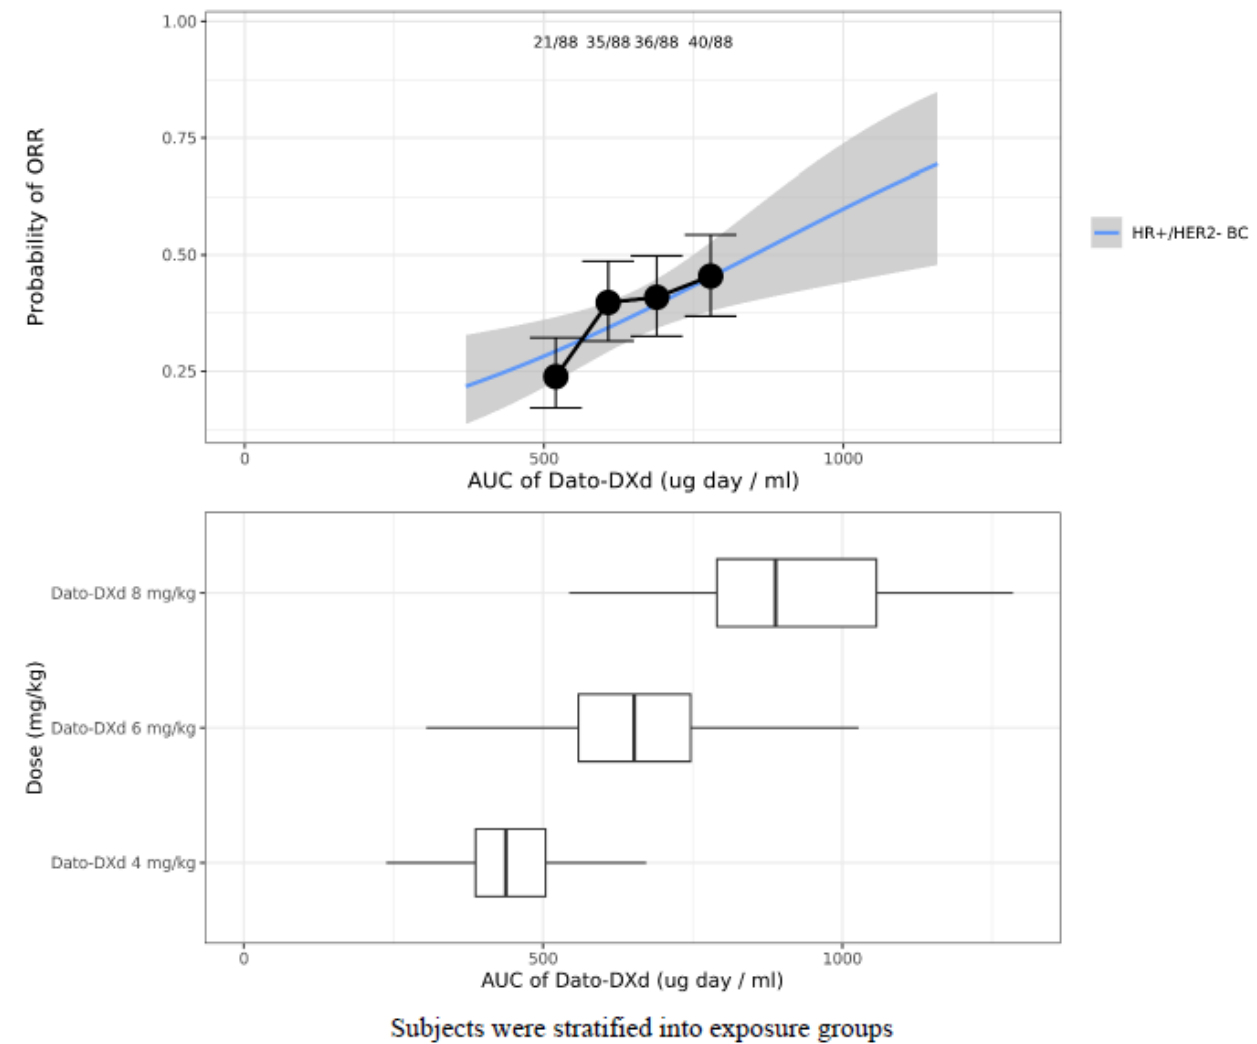 1.00
21/88 35/88 36/88 40/88
0.75
0.50
0.25
Probability of ORR
HR+/HER2- BC
0 500 1000
AUC of Dato-DXd (ug day / ml)
Dato-DXd 8 mg/kg
Dato-DXd 6 mg/kg
Dato-DXd 4 mg/kg
Dose (mg/kg)
0 500 1000
AUC of Dato-DXd (ug day / ml)
Subjects were stratified into exposure groups